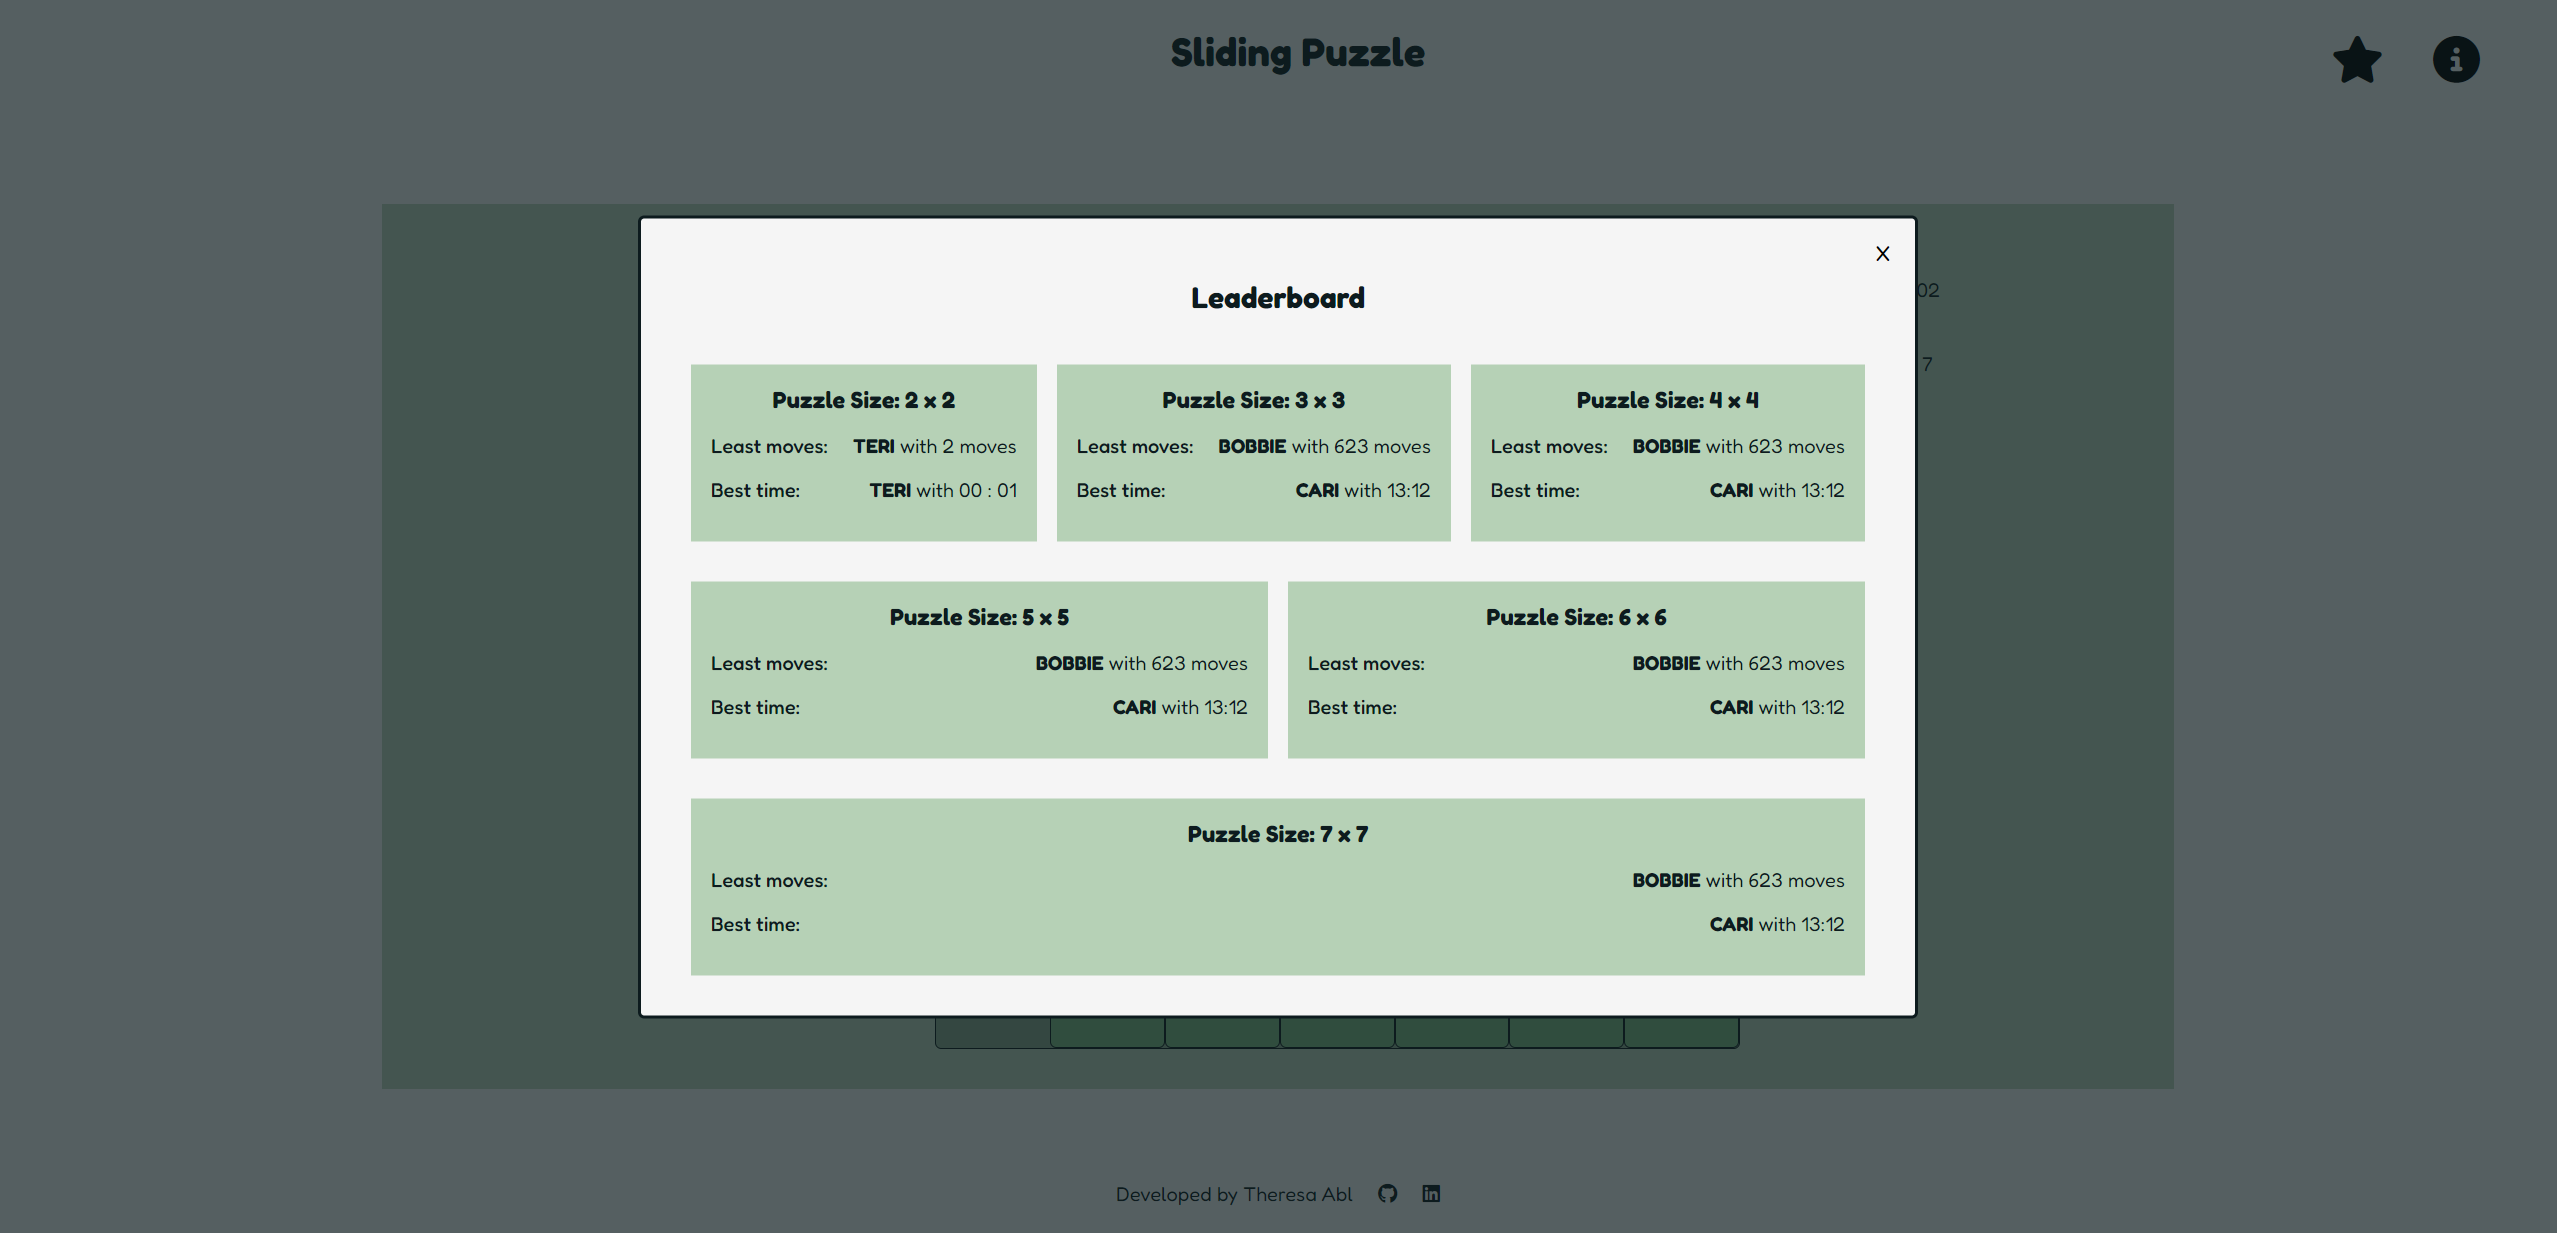 Sliding Puzzle
X
02
Leaderboard
7
Puzzle Size: 2 x 2
Least moves: TERI with 2 moves
Best time: TERI with 00 : 01
Puzzle Size: 3 x 3
Least moves: BOBBIE with 623 moves
Best time: CARI with 13:12
Puzzle Size: 4 x 4
Least moves: BOBBIE with 623 moves
Best time: CARI with 13:12
Puzzle Size: 5 x 5
Least moves: BOBBIE with 623 moves
Best time: CARI with 13:12
Puzzle Size: 6 x 6
Least moves: BOBBIE with 623 moves
Best time: CARI with 13:12
Puzzle Size: 7 x 7
Least moves: BOBBIE with 623 moves
Best time: CARI with 13:12
Developed by Theresa Abl